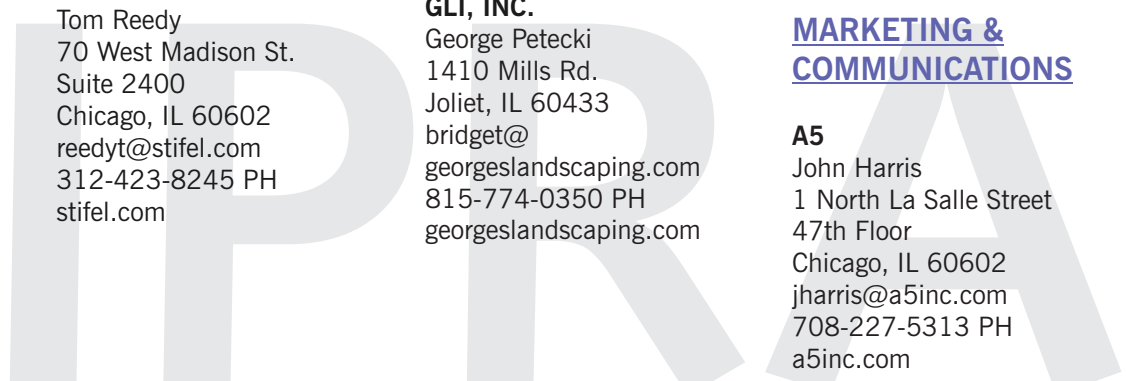 Tom Reedy
70 West Madison St.
Suite 2400
Chicago, IL 60602
reedyt@stifel.com
312-423-8245 PH
stifel.com
GLI, INC.
George Petecki
1410 Mills Rd.
Joliet, IL 60433
bridget@
georgeslandscaping.com
815-774-0350 PH
georgeslandscaping.com
MARKETING &
COMMUNICATIONS
A5
John Harris
1 North La Salle Street
47th Floor
Chicago, IL 60602
jharris@a5inc.com
708-227-5313 PH
a5inc.com
IPRA